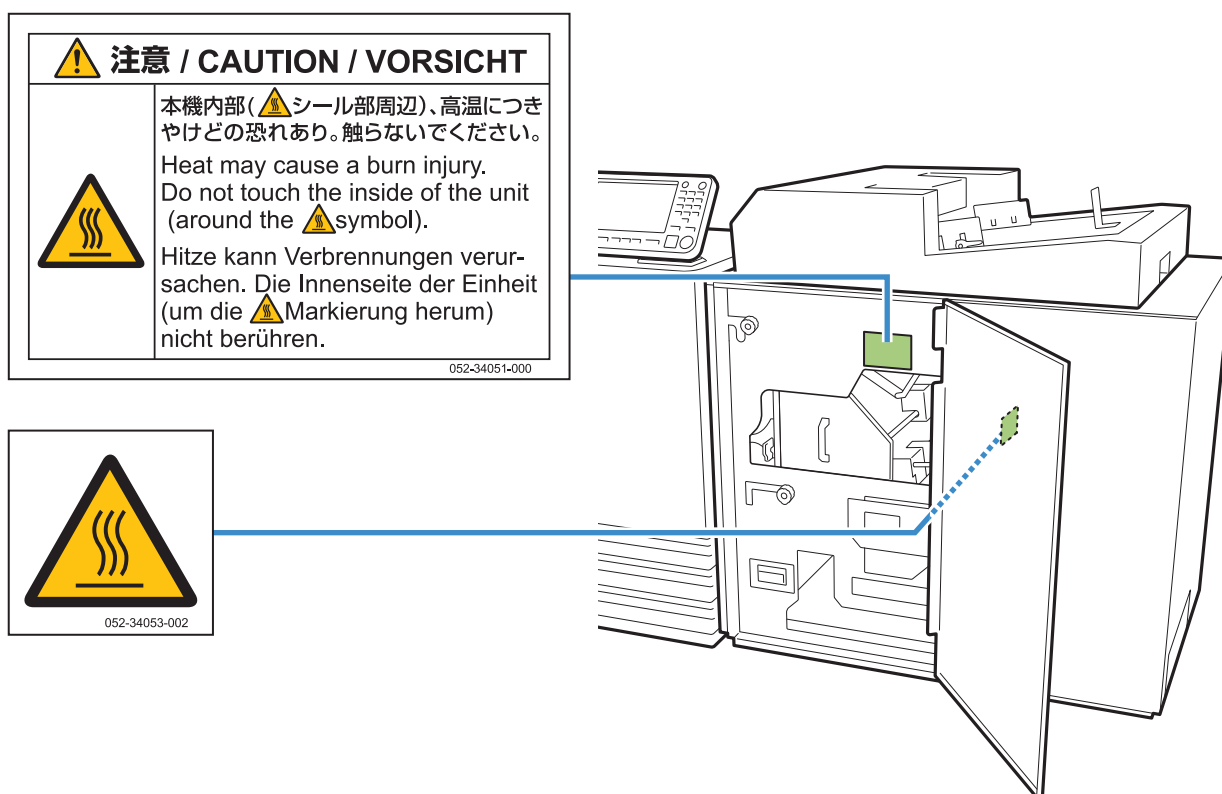 注意 / CAUTION / VORSICHT
本機内部(シール部周辺)、高温につき
やけどの恐れあり。触らないでください。
Heat may cause a burn injury.
Do not touch the inside of the unit
(around the symbol).
Hitze kann Verbrennungen verur-
sachen. Die Innenseite der Einheit
(um die Markierung herum)
nicht berühren.
052-34051-000
052-34053-002